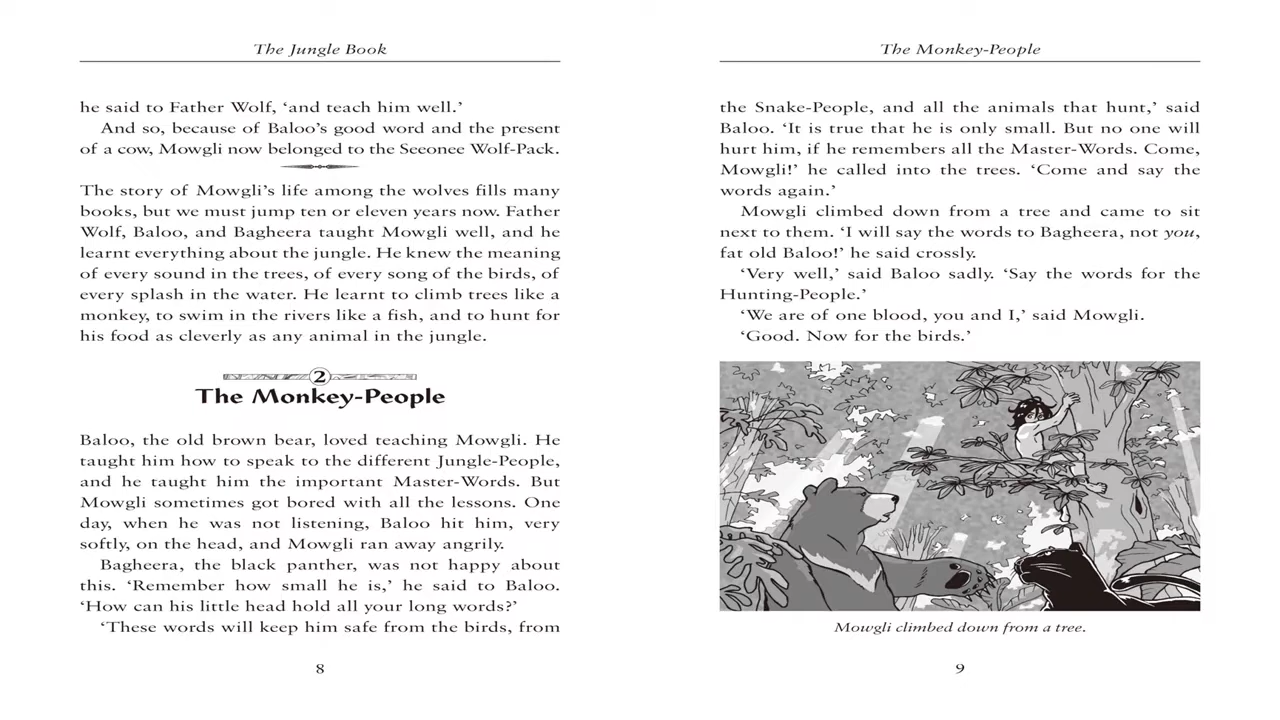 The Jungle Book
he said to Father Wolf, ‘and teach him well.’
And so, because of Baloo’s good word and the present
of a cow, Mowgli now belonged to the Seeonee Wolf-Pack.
The story of Mowgli’s life among the wolves fills many
books, but we must jump ten or eleven years now. Father
Wolf, Baloo, and Bagheera taught Mowgli well, and he
learnt everything about the jungle. He knew the meaning
of every sound in the trees, of every song of the birds, of
every splash in the water. He learnt to climb trees like a
monkey, to swim in the rivers like a fish, and to hunt for
his food as cleverly as any animal in the jungle.
2
The Monkey-People
Baloo, the old brown bear, loved teaching Mowgli. He
taught him how to speak to the different Jungle-People,
and he taught him the important Master-Words. But
Mowgli sometimes got bored with all the lessons. One
day, when he was not listening, Baloo hit him, very
softly, on the head, and Mowgli ran away angrily.
Bagheera, the black panther, was not happy about
this. ‘Remember how small he is,’ he said to Baloo.
‘How can his little head hold all your long words?’
‘These words will keep him safe from the birds, from
8
The Monkey-People
the Snake-People, and all the animals that hunt,’ said
Baloo. ‘It is true that he is only small. But no one will
hurt him, if he remembers all the Master-Words. Come,
Mowgli!’ he called into the trees. ‘Come and say the
words again.’
Mowgli climbed down from a tree and came to sit
next to them. ‘I will say the words to Bagheera, not you,
fat old Baloo!’ he said crossly.
‘Very well,’ said Baloo sadly. ‘Say the words for the
Hunting-People.’
‘We are of one blood, you and I,’ said Mowgli.
‘Good. Now for the birds.’
Mowgli climbed down from a tree.
9